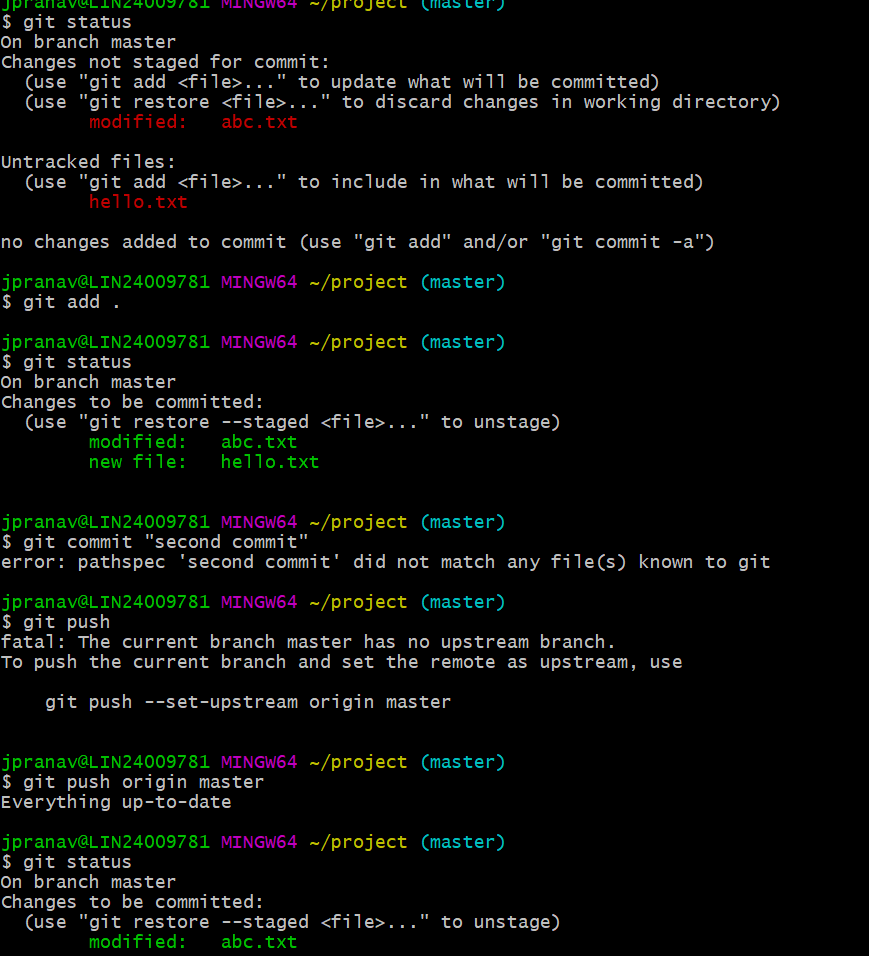 jpranav@LIN24009781 MINGW64 ~/project (master)
$ git status
On branch master
Changes not staged for commit:
  (use "git add <file>..." to update what will be committed)
  (use "git restore <file>..." to discard changes in working directory)
        modified:   abc.txt

Untracked files:
  (use "git add <file>..." to include in what will be committed)
        hello.txt

no changes added to commit (use "git add" and/or "git commit -a")

jpranav@LIN24009781 MINGW64 ~/project (master)
$ git add .

jpranav@LIN24009781 MINGW64 ~/project (master)
$ git status
On branch master
Changes to be committed:
  (use "git restore --staged <file>..." to unstage)
        modified:   abc.txt
        new file:   hello.txt


jpranav@LIN24009781 MINGW64 ~/project (master)
$ git commit "second commit"
error: pathspec 'second commit' did not match any file(s) known to git

jpranav@LIN24009781 MINGW64 ~/project (master)
$ git push
fatal: The current branch master has no upstream branch.
To push the current branch and set the remote as upstream, use

    git push --set-upstream origin master


jpranav@LIN24009781 MINGW64 ~/project (master)
$ git push origin master
Everything up-to-date

jpranav@LIN24009781 MINGW64 ~/project (master)
$ git status
On branch master
Changes to be committed:
  (use "git restore --staged <file>..." to unstage)
        modified:   abc.txt